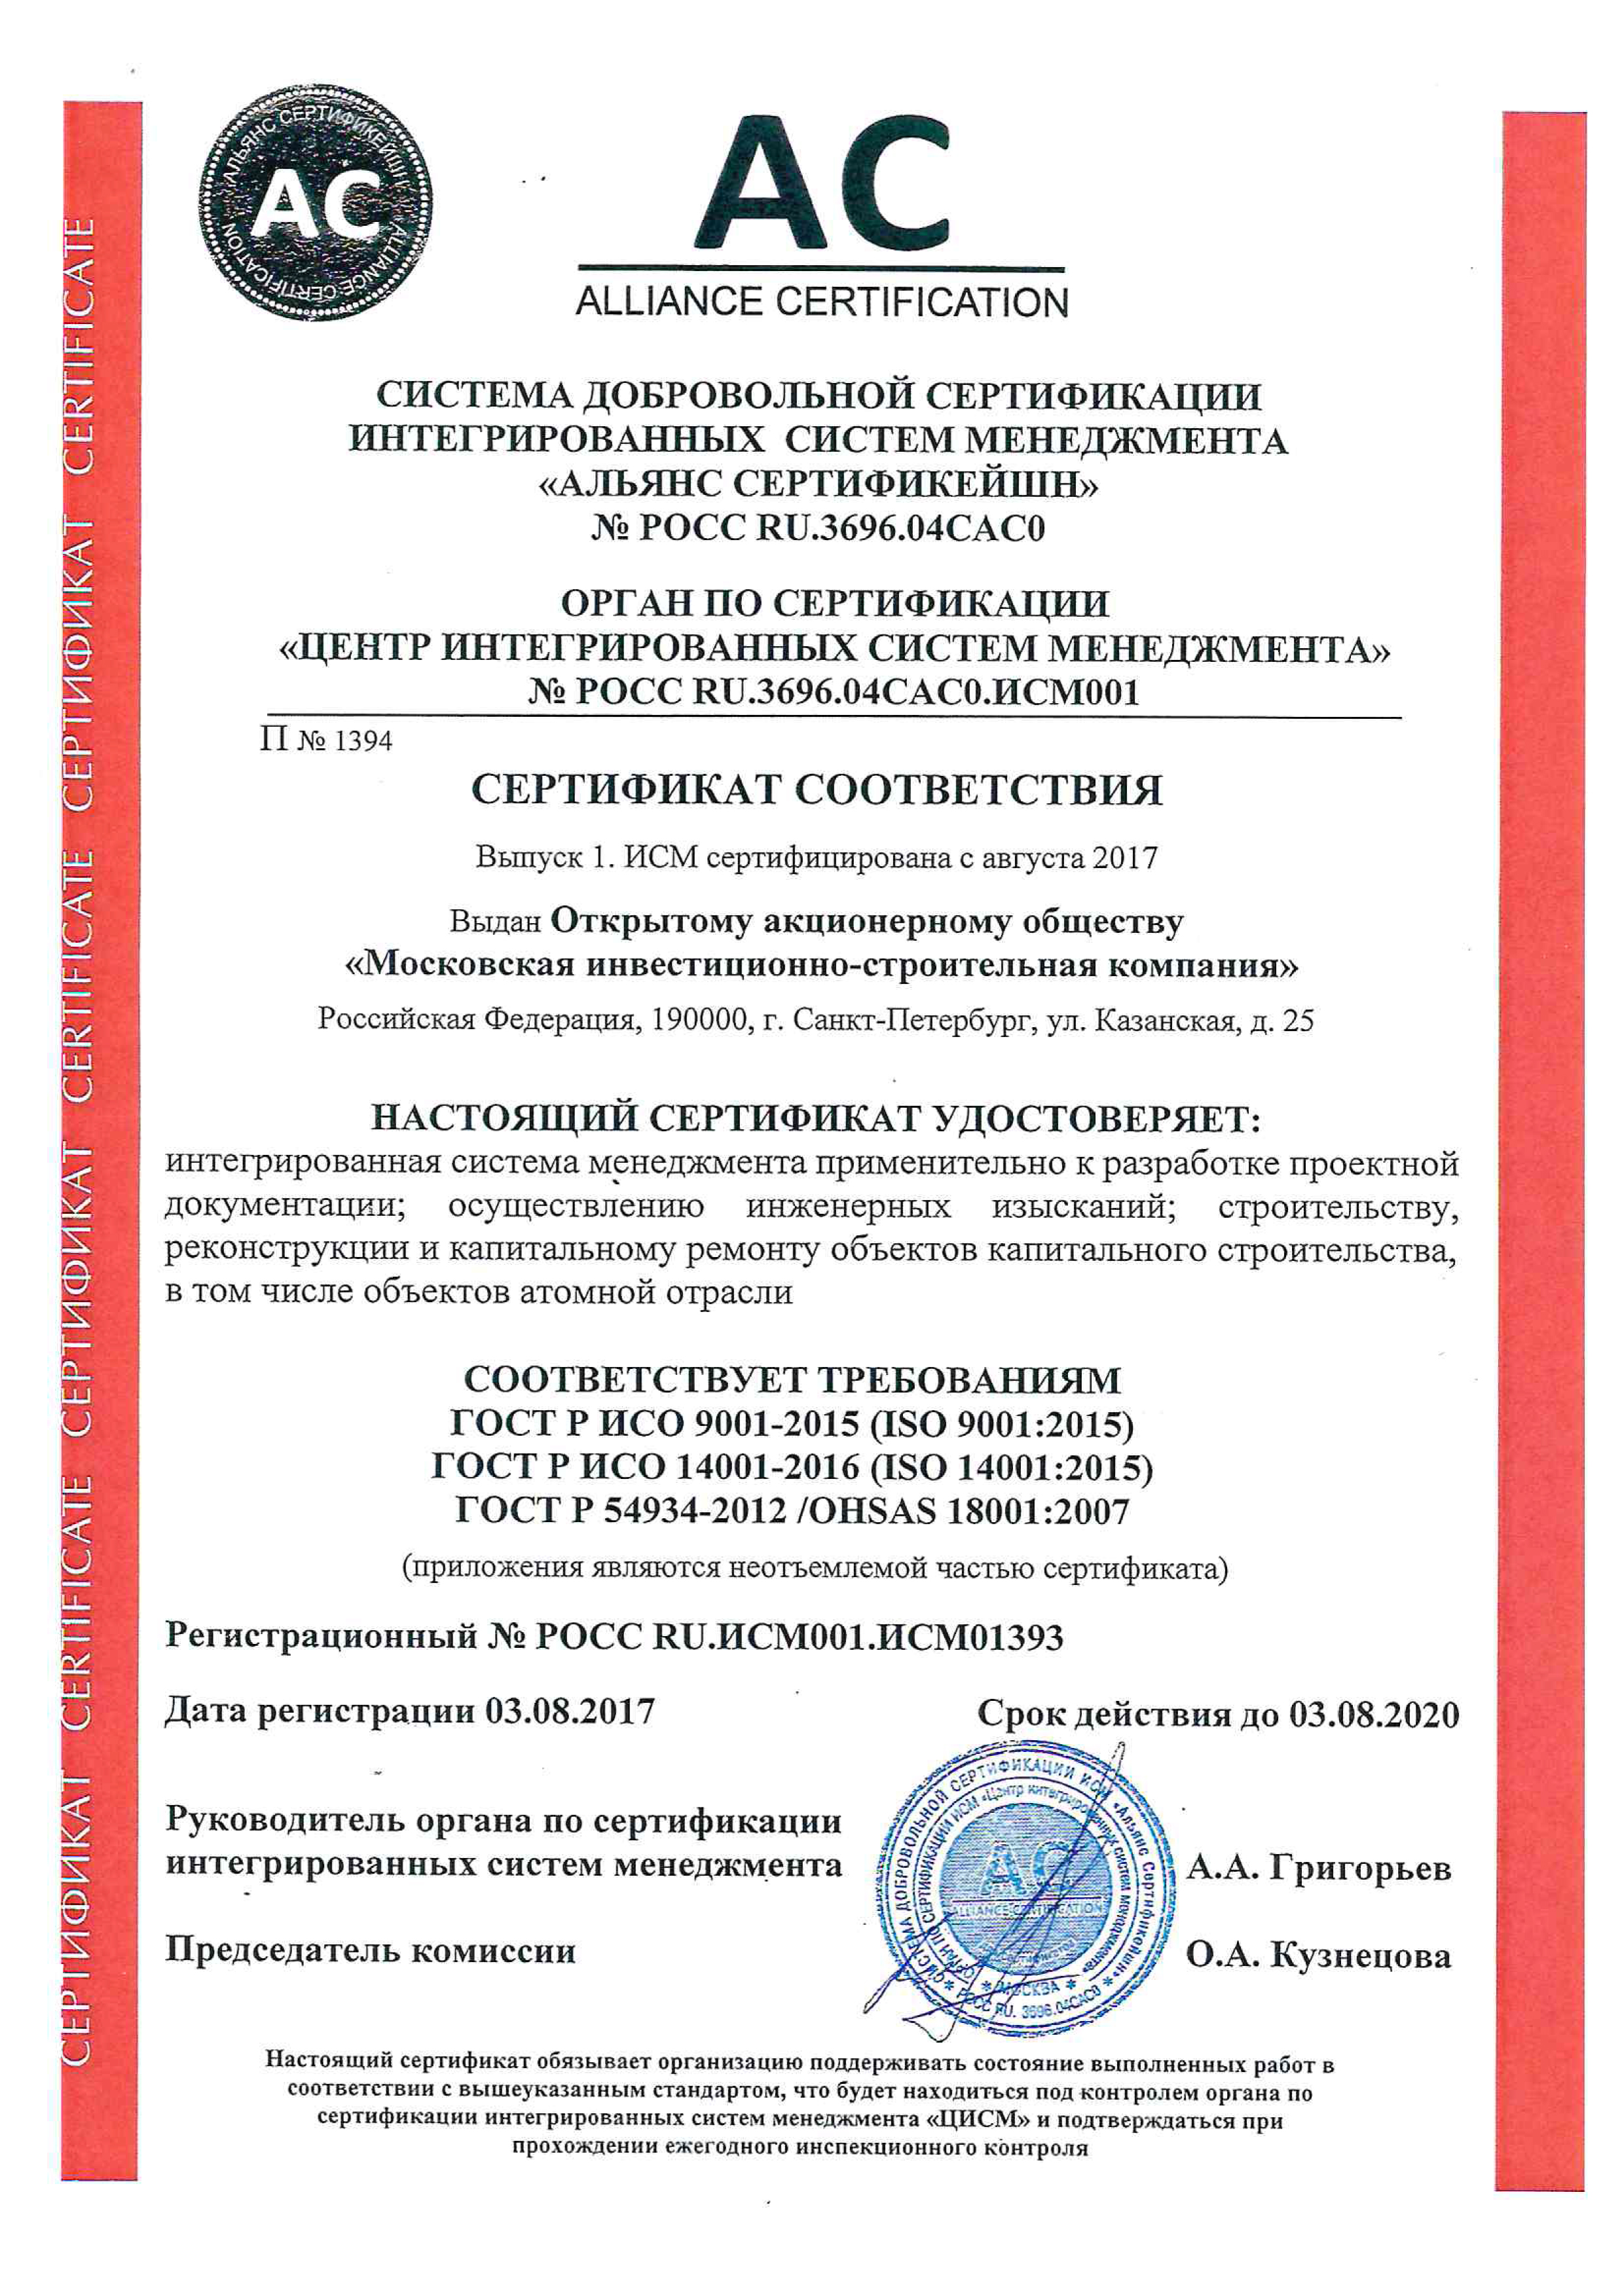 АЛЬЯНС СЕРТИФИКЕЙШН
AC
ALLIANCE CERTIFICATION
AC
ALLIANCE CERTIFICATION
СИСТЕМА ДОБРОВОЛЬНОЙ СЕРТИФИКАЦИИ
ИНТЕГРИРОВАННЫХ СИСТЕМ МЕНЕДЖМЕНТА
«АЛЬЯНС СЕРТИФИКЕЙШН»
№ РОСС RU.3696.04САС0
ОРГАН ПО СЕРТИФИКАЦИИ
«ЦЕНТР ИНТЕГРИРОВАННЫХ СИСТЕМ МЕНЕДЖМЕНТА»
№ РОСС RU.3696.04САС0.ИСМ001
П № 1394
СЕРТИФИКАТ СООТВЕТСТВИЯ
Выпуск 1. ИСМ сертифицирована с августа 2017
Выдан Открытому акционерному обществу
«Московская инвестиционно-строительная компания»
Российская Федерация, 190000, г. Санкт-Петербург, ул. Казанская, д. 25
НАСТОЯЩИЙ СЕРТИФИКАТ УДОСТОВЕРЯЕТ:
интегрированная система менеджмента применительно к разработке проектной
документации; осуществлению инженерных изысканий; строительству,
реконструкции и капитальному ремонту объектов капитального строительства,
в том числе объектов атомной отрасли
СООТВЕТСТВУЕТ ТРЕБОВАНИЯМ
ГОСТ Р ИСО 9001-2015 (ISO 9001:2015)
ГОСТ Р ИСО 14001-2016 (ISO 14001:2015)
ГОСТ Р 54934-2012 /OHSAS 18001:2007
(приложения являются неотъемлемой частью сертификата)
Регистрационный № РОСС RU.ИСМ001.ИСМ01393
Дата регистрации 03.08.2017 Срок действия до 03.08.2020
Руководитель органа по сертификации
интегрированных систем менеджмента А.А. Григорьев
Председатель комиссии О.А. Кузнецова
СИСТЕМА ДОБРОВОЛЬНОЙ СЕРТИФИКАЦИИ ИСМ «Альянс Сертификейшн»
* РОСС RU. 3696.04САС0 *
ОРГАН ПО СЕРТИФИКАЦИИ ИСМ «Центр интегрированных систем менеджмента»
* МОСКВА *
AC
ALLIANCE CERTIFICATION
Настоящий сертификат обязывает организацию поддерживать состояние выполненных работ в
соответствии с вышеуказанным стандартом, что будет находиться под контролем органа по
сертификации интегрированных систем менеджмента «ЦИСМ» и подтверждаться при
прохождении ежегодного инспекционного контроля
СЕРТИФИКАТ CERTIFICATE СЕРТИФИКАТ CERTIFICATE СЕРТИФИКАТ CERTIFICATE